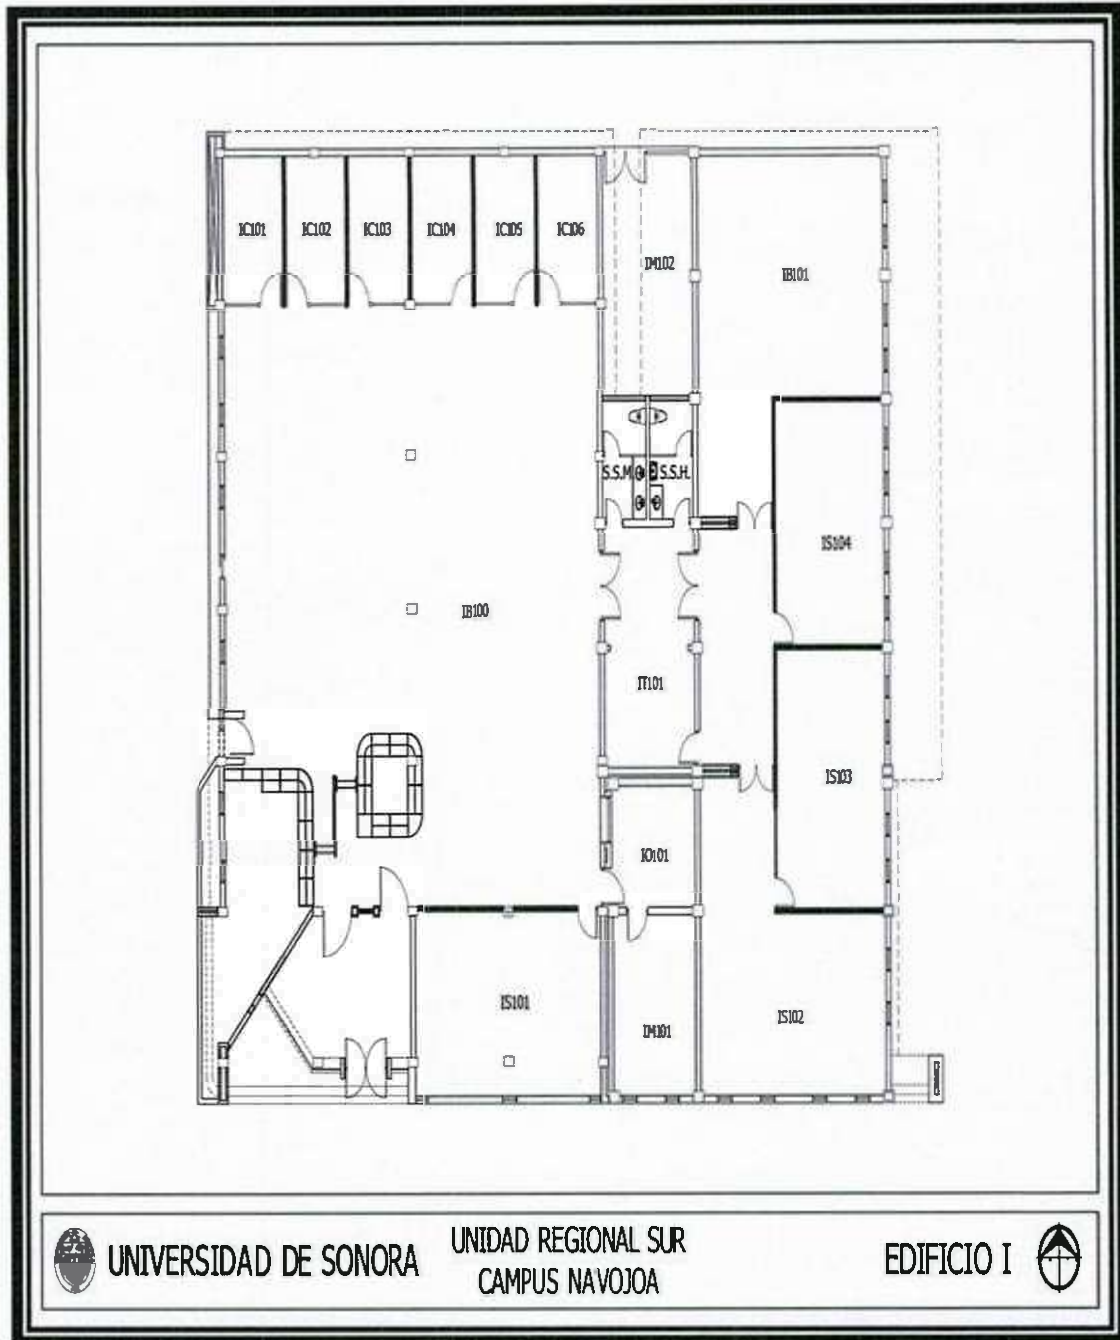 IC101 IC102 IC103 IC104 IC105 IC106
IM102
IB101
S.S.M. S.S.H.
IS104
IB100
IT101
IS103
IO101
IS101
IM101
IS102
UNIVERSIDAD DE SONORA
UNIDAD REGIONAL SUR
CAMPUS NAVOJOA
EDIFICIO I